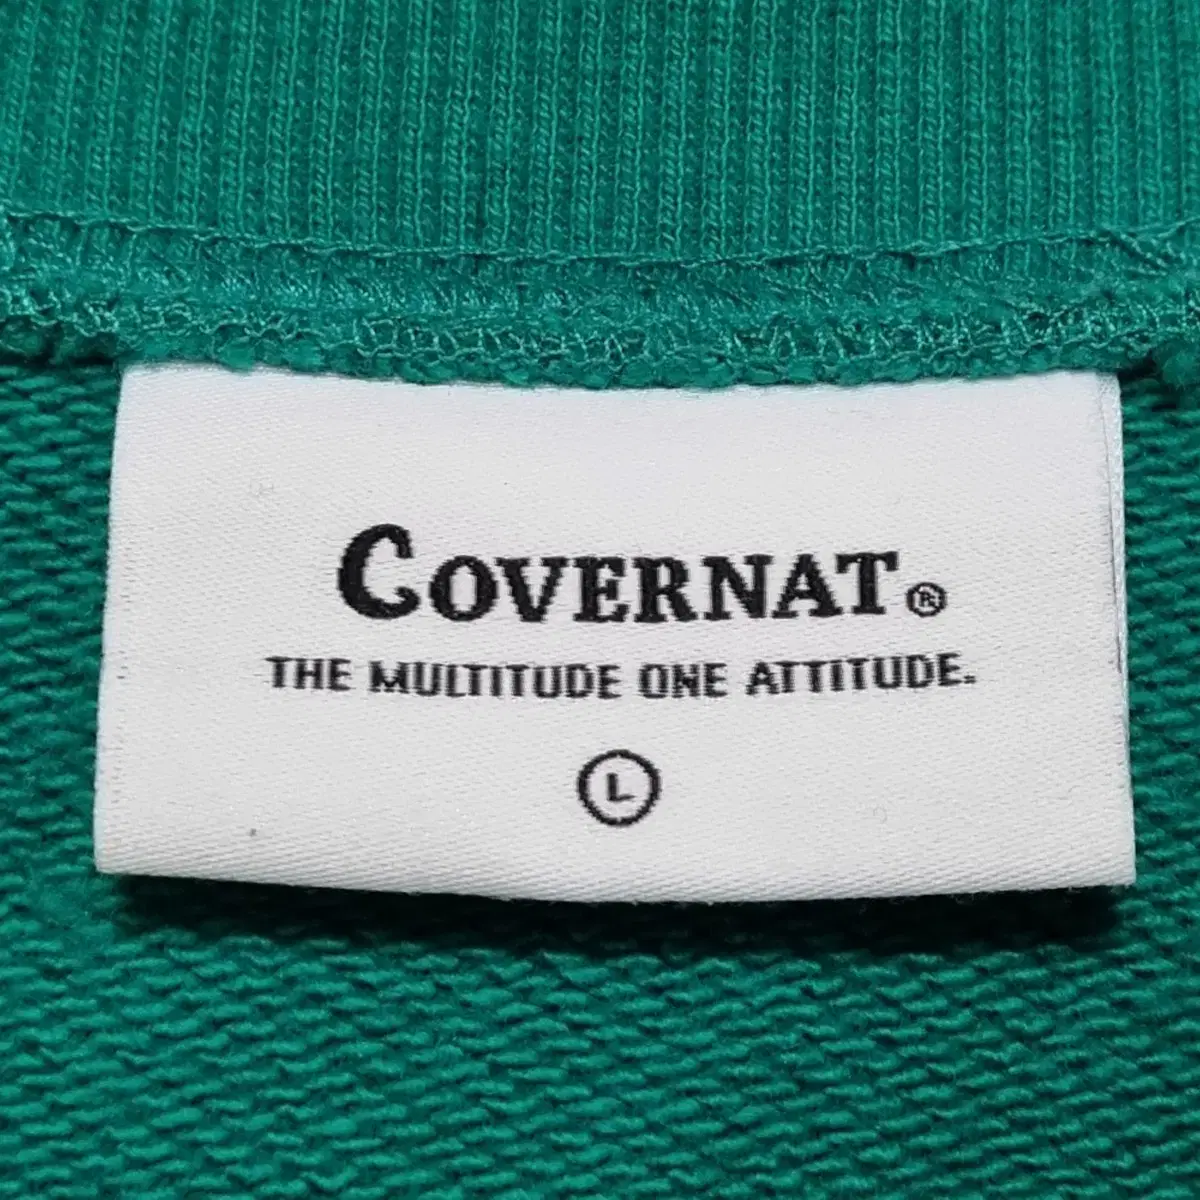 COVERNAT®
THE MULTITUDE ONE ATTITUDE.
L